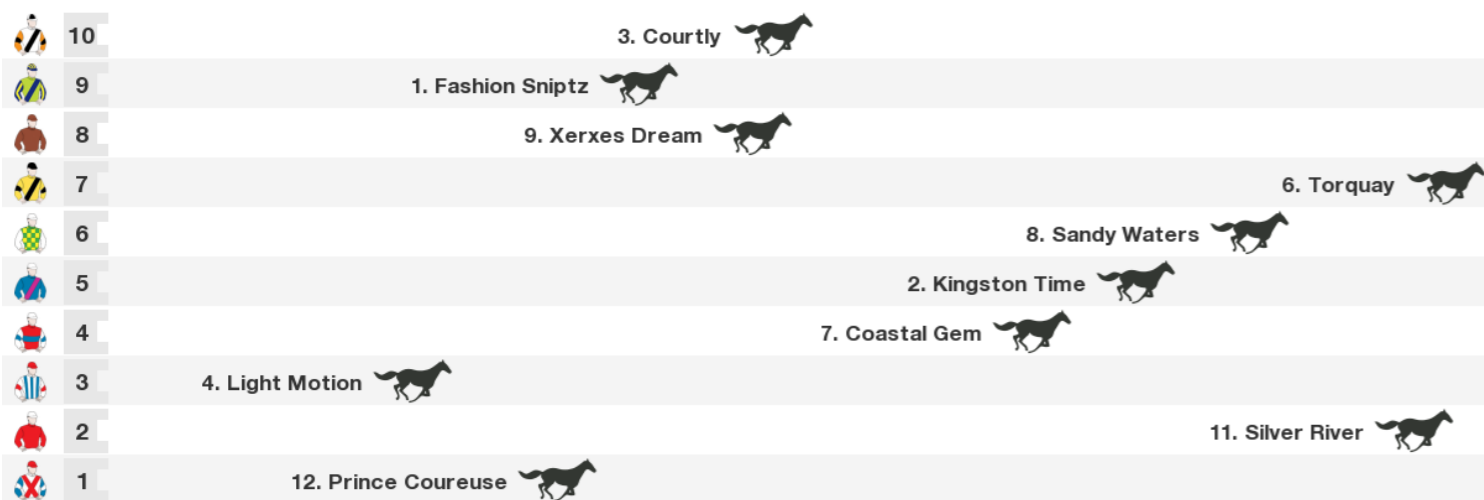 10 3. Courtly
9 1. Fashion Sniptz
8 9. Xerxes Dream
7 6. Torquay
6 8. Sandy Waters
5 2. Kingston Time
4 7. Coastal Gem
3 4. Light Motion
2 11. Silver River
1 12. Prince Coureuse